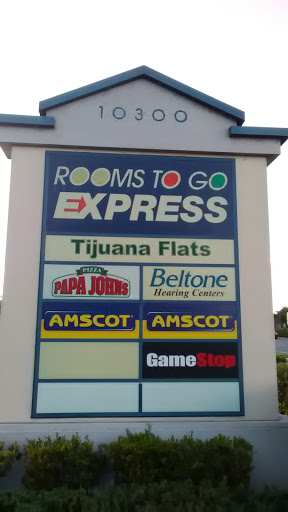 10300
ROOMS TO GO
EXPRESS
Tijuana Flats
PIZZA
PAPA JOHNS
Beltone
Hearing Centers
AMSCOT
AMSCOT
GameStop